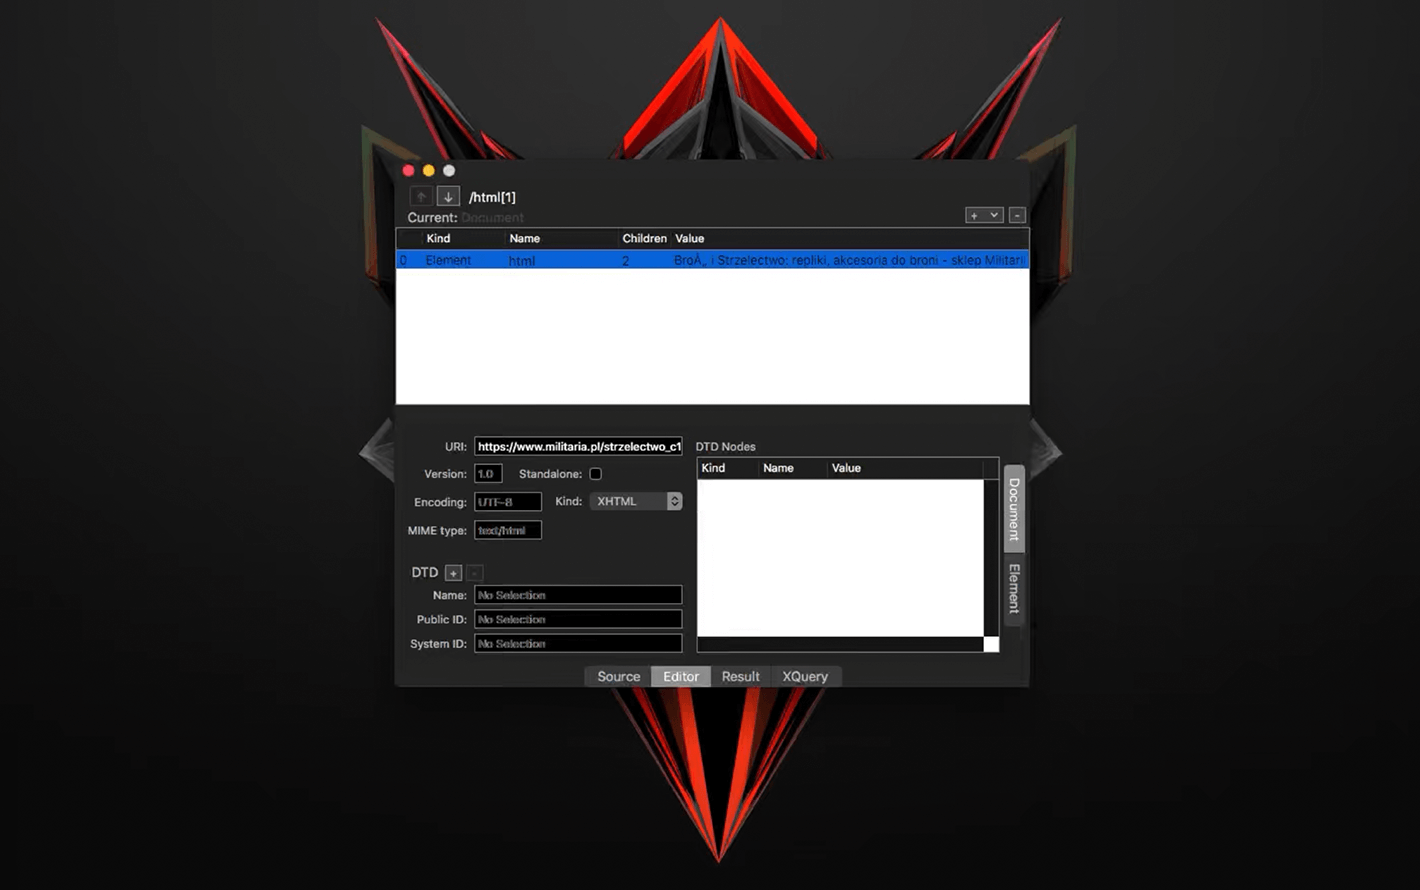 /html[1]
Current: Document
+ -
Kind Name Children Value
0 Element html 2 BroÅ„ i Strzelectwo: repliki, akcesoria do broni - sklep Militari
URI: https://www.militaria.pl/strzelectwo_c1
DTD Nodes
Kind Name Value
Version: 1.0 Standalone:
Encoding: UTF-8 Kind: XHTML
MIME type: text/html
DTD + -
Name: No Selection
Public ID: No Selection
System ID: No Selection
Document
Element
Source Editor Result XQuery